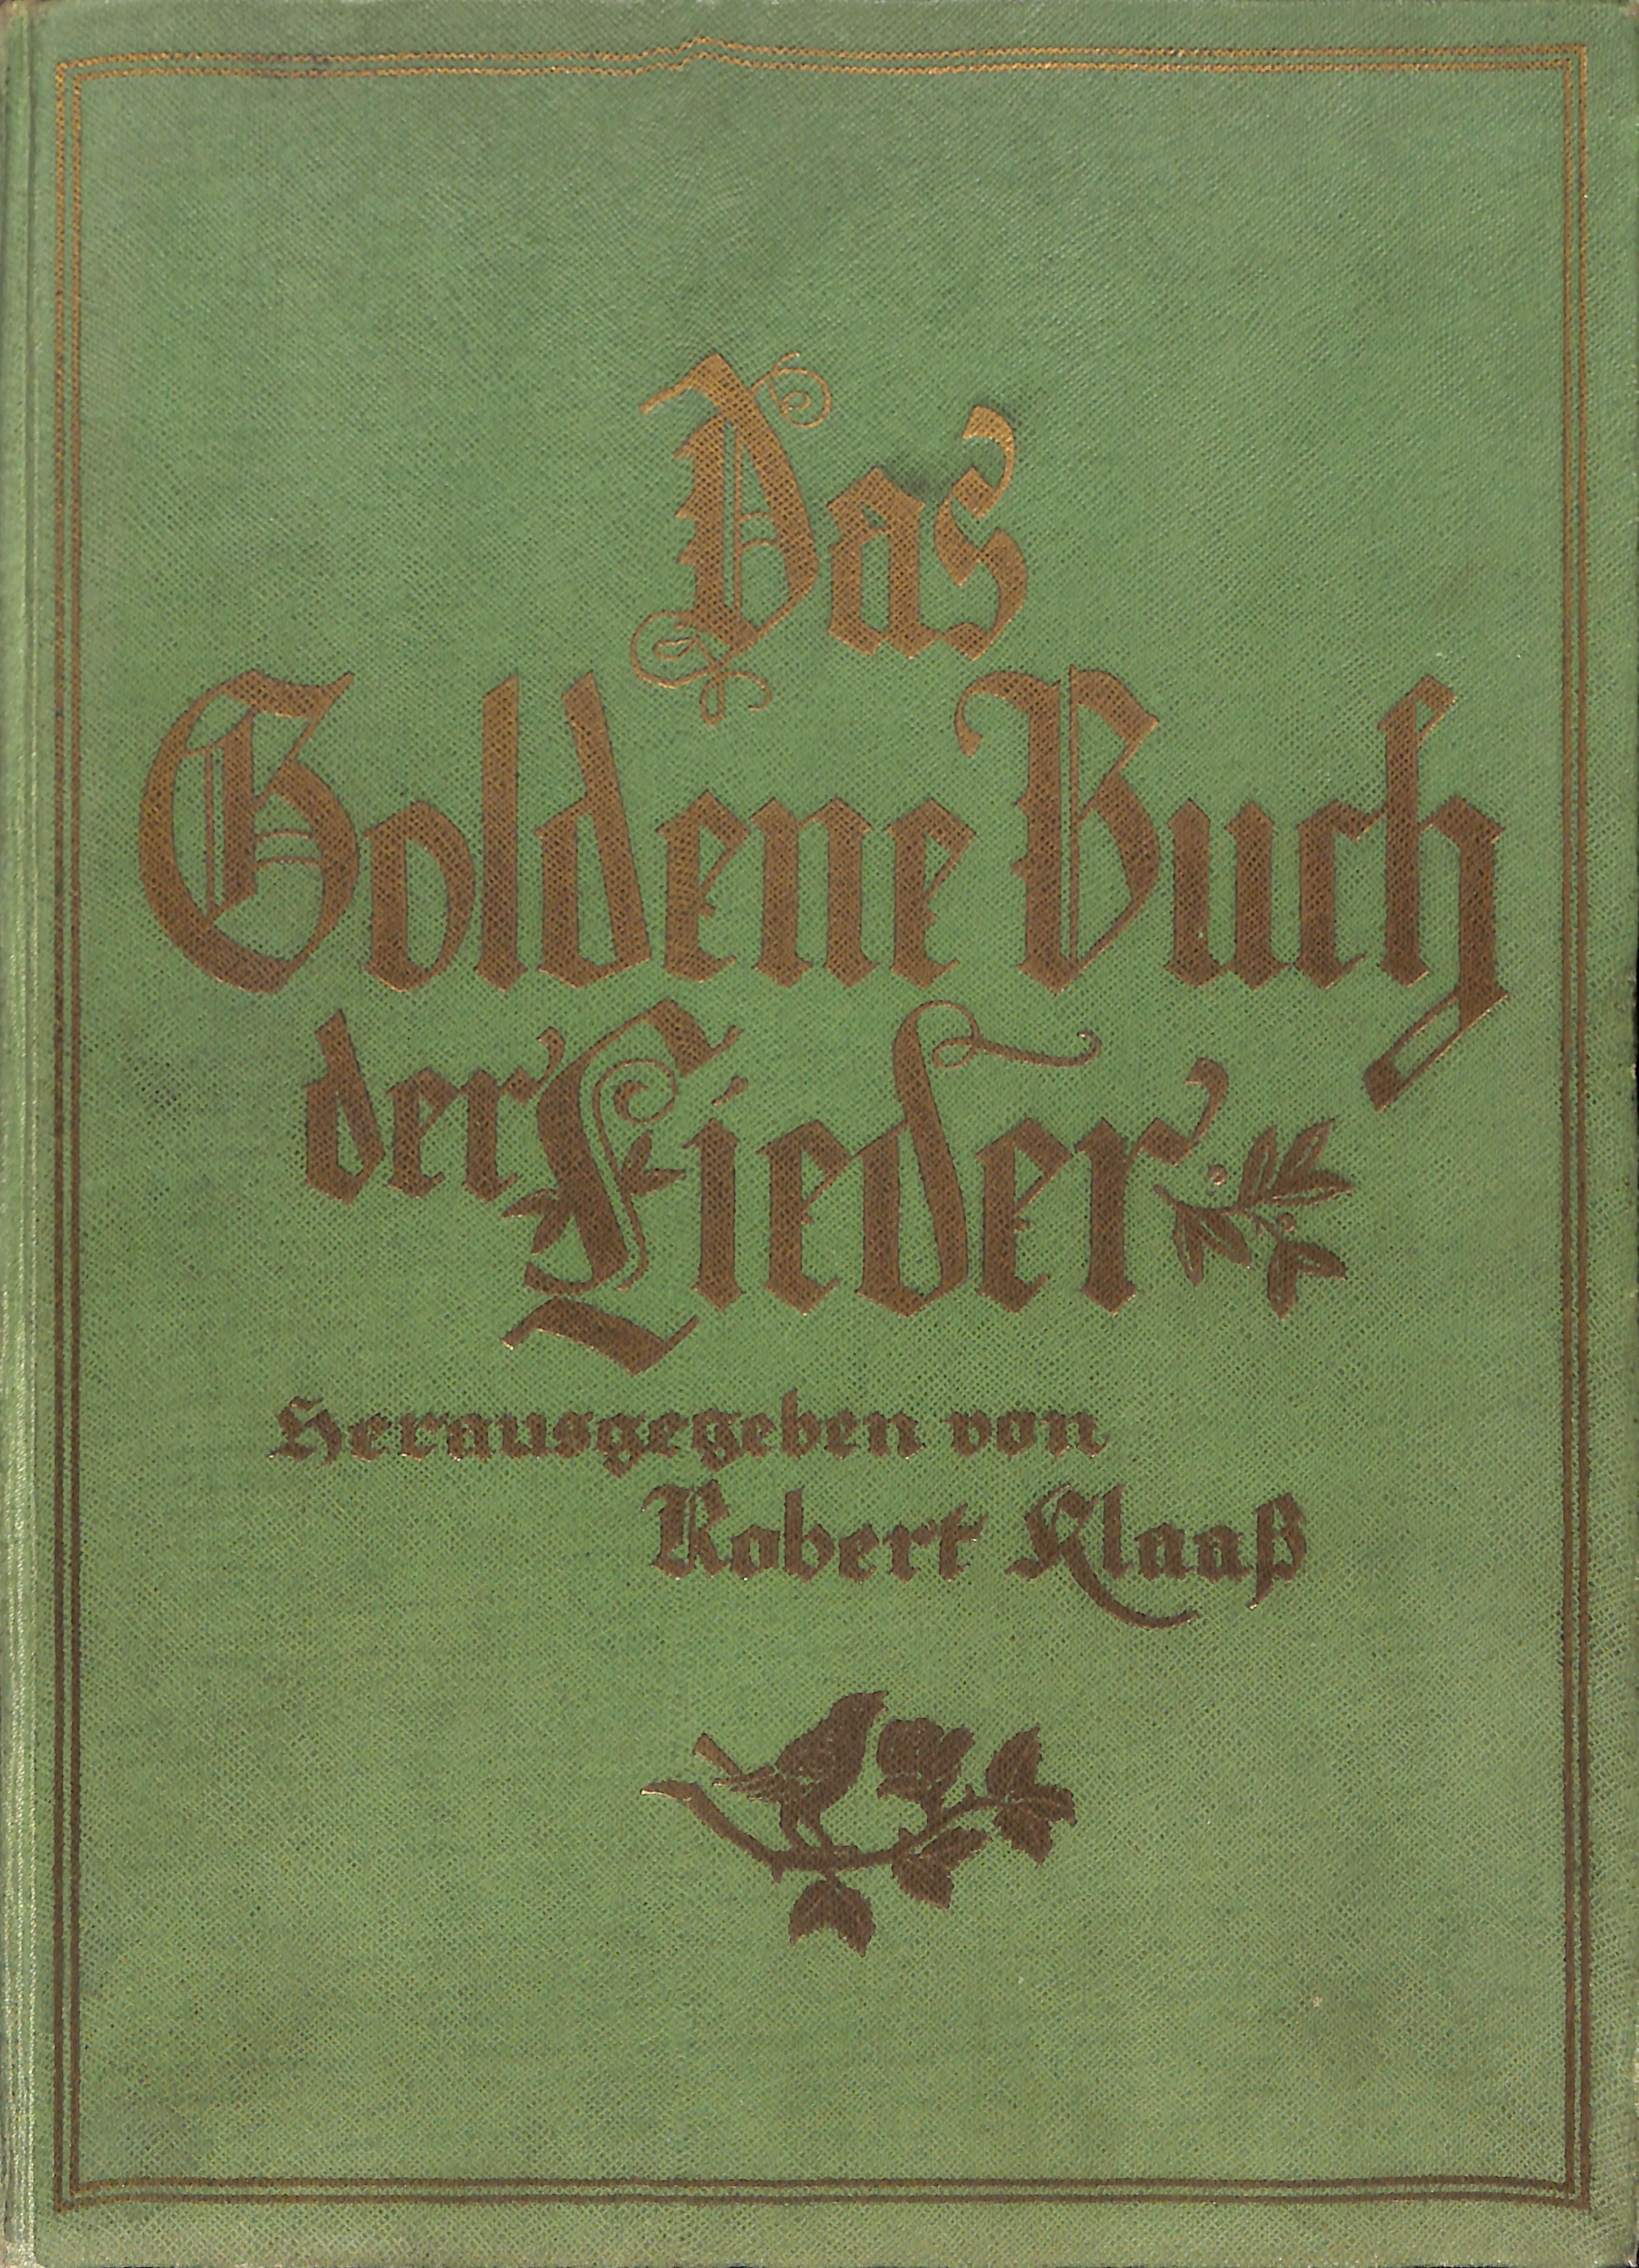 Das
Goldene Buch
der Lieder
Herausgegeben von
Robert Klaaß